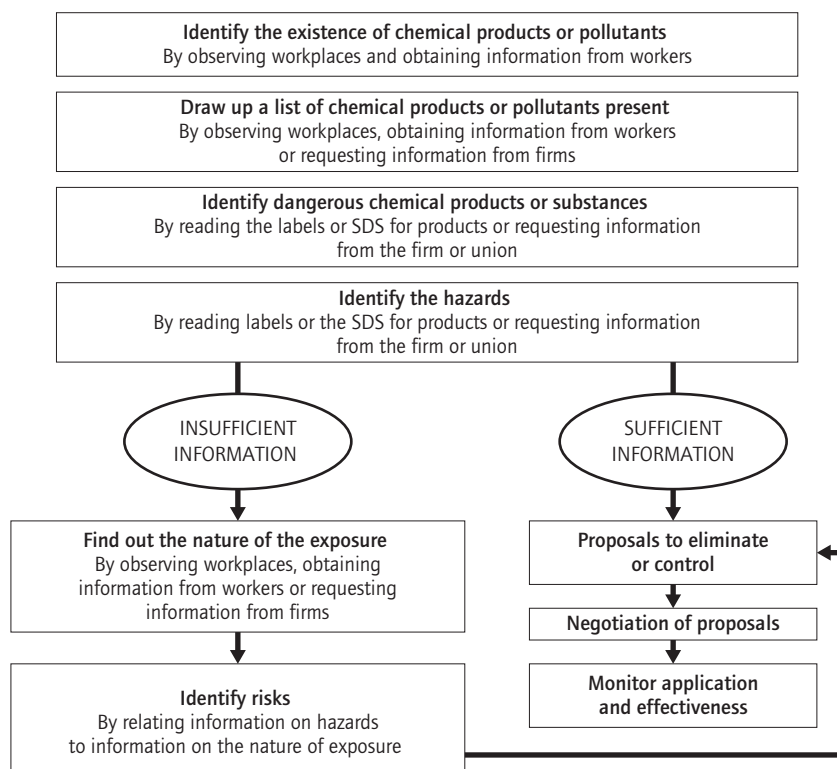 Identify the existence of chemical products or pollutants
By observing workplaces and obtaining information from workers
Draw up a list of chemical products or pollutants present
By observing workplaces, obtaining information from workers
or requesting information from firms
Identify dangerous chemical products or substances
By reading the labels or SDS for products or requesting information
from the firm or union
Identify the hazards
By reading labels or the SDS for products or requesting information
from the firm or union
INSUFFICIENT
INFORMATION
SUFFICIENT
INFORMATION
Find out the nature of the exposure
By observing workplaces, obtaining
information from workers or requesting
information from firms
Identify risks
By relating information on hazards
to information on the nature of exposure
Proposals to eliminate
or control
Negotiation of proposals
Monitor application
and effectiveness